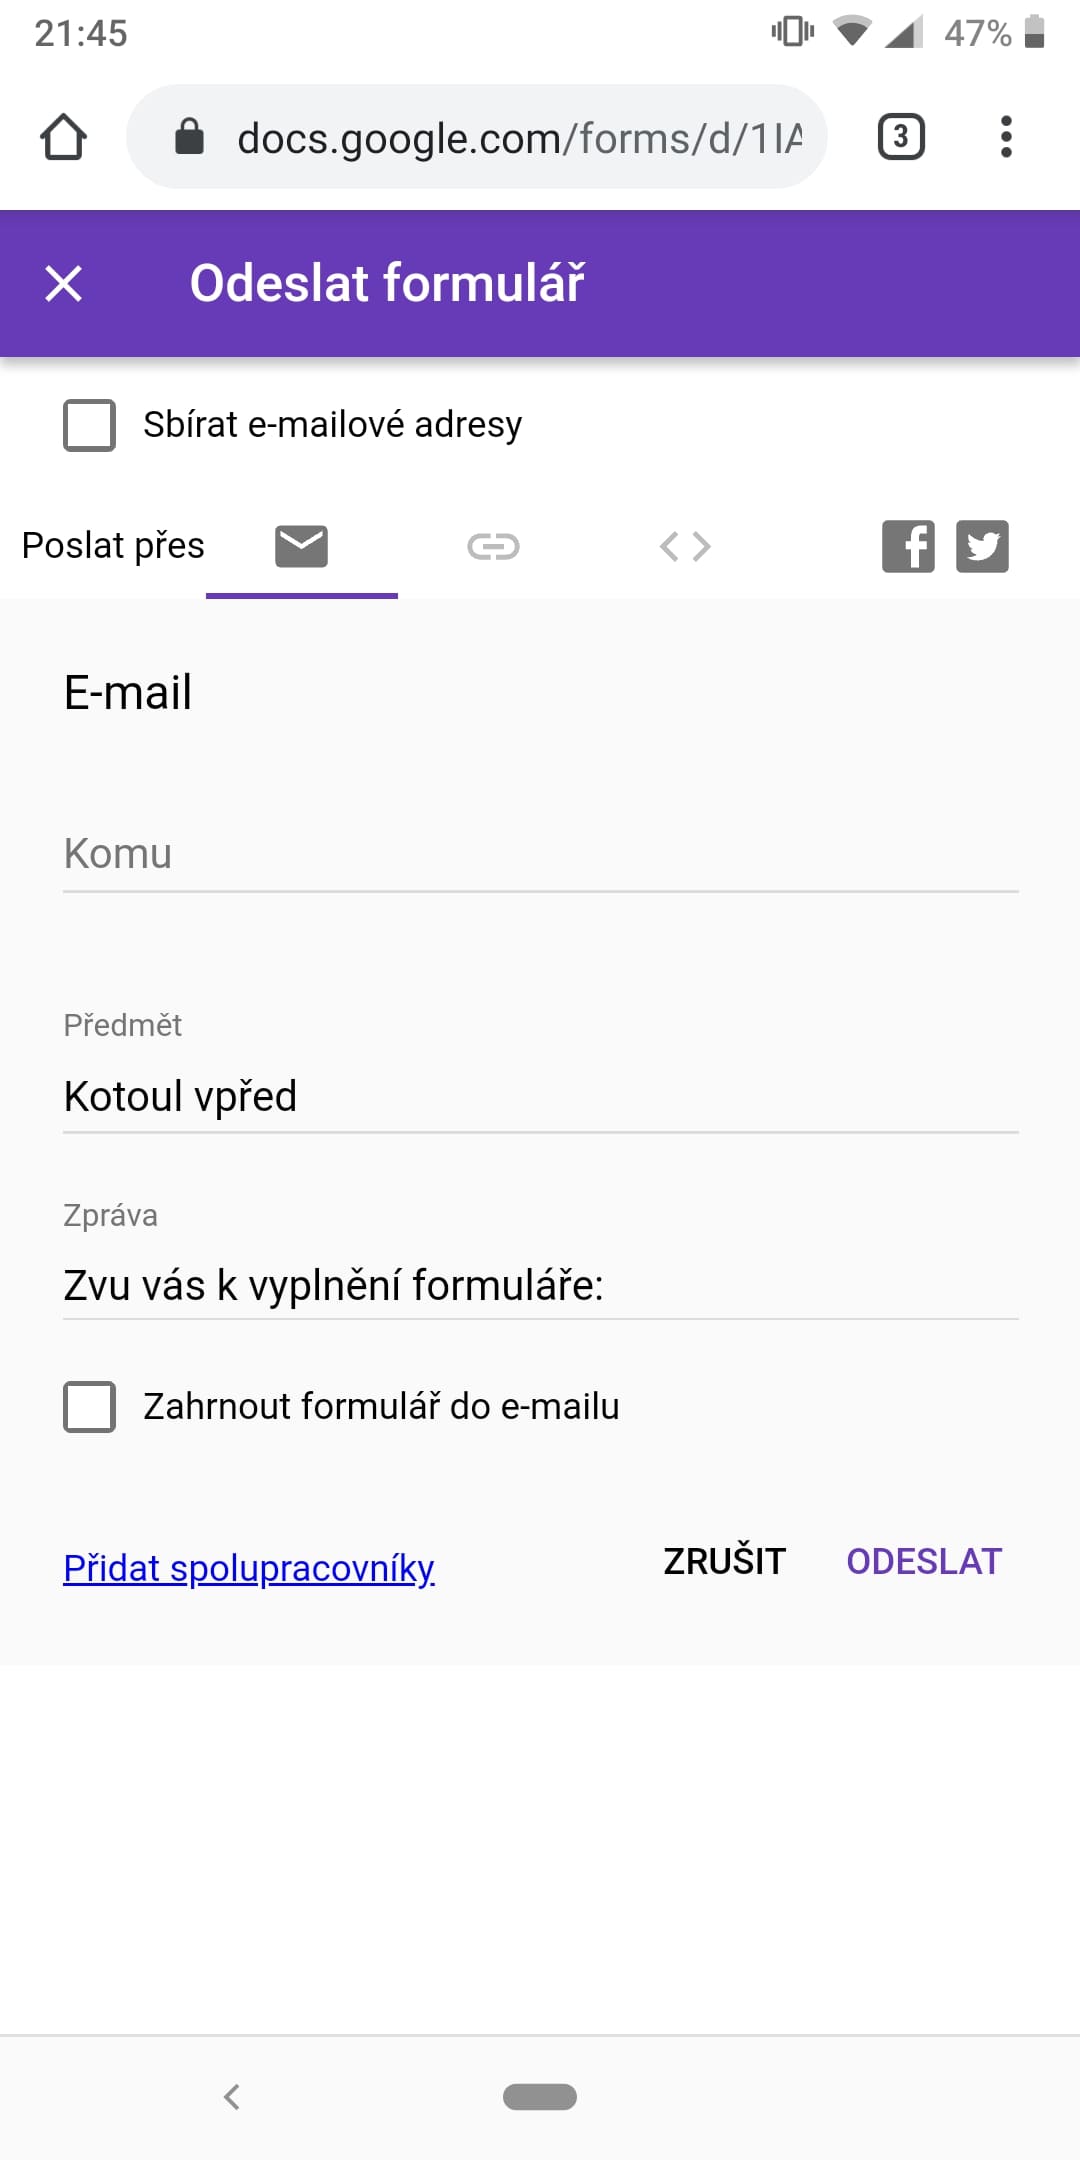 21:45
47%
docs.google.com/forms/d/1IA
3
Odeslat formulář
Sbírat e-mailové adresy
Poslat přes
E-mail
Komu
Předmět
Kotoul vpřed
Zpráva
Zvu vás k vyplnění formuláře:
Zahrnout formulář do e-mailu
Přidat spolupracovníky
ZRUŠIT
ODESLAT